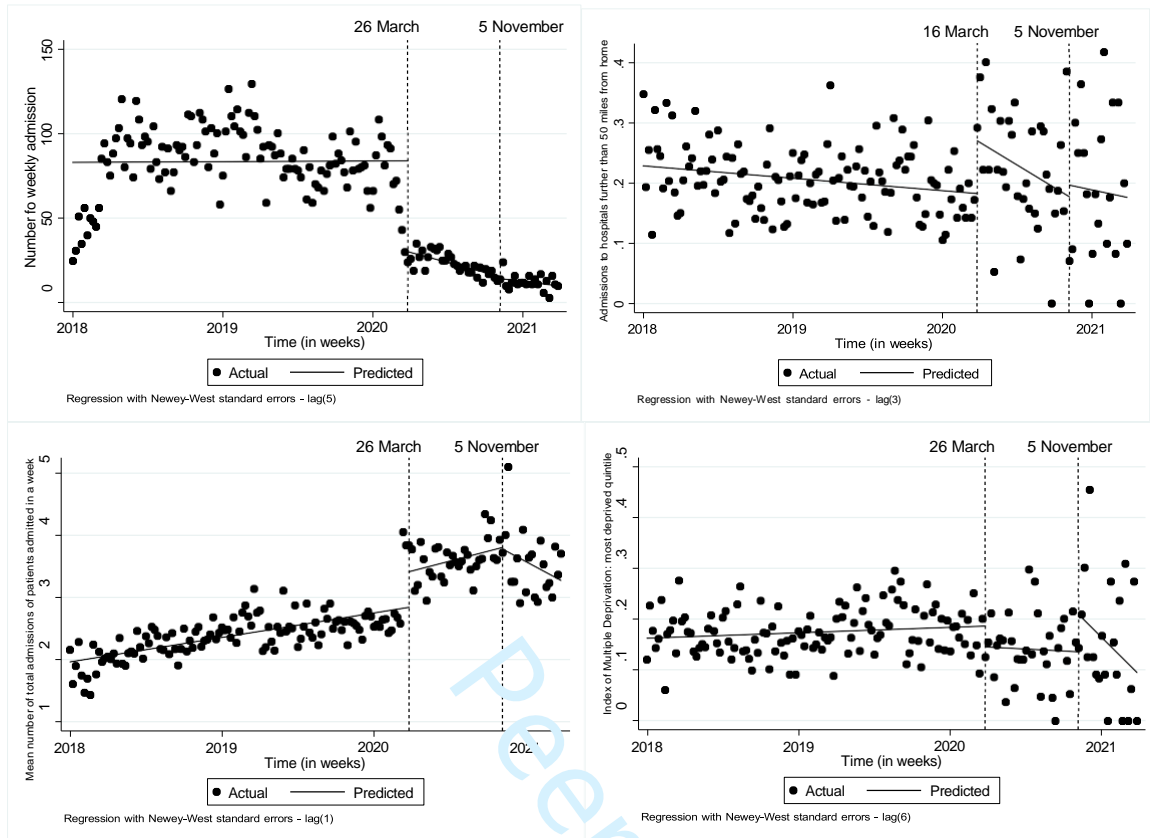 26 March 5 November
150
100
50
0
Number fo weekly admission
2018 2019 2020 2021
Time (in weeks)
Actual Predicted
Regression with Newey-West standard errors - lag(5)
16 March 5 November
.4
.3
.2
.1
0
Admissions to hospitals further than 50 miles from home
2018 2019 2020 2021
Time (in weeks)
Actual Predicted
Regression with Newey-West standard errors - lag(3)
26 March 5 November
5
4
3
2
1
Mean number of total admissions of patients admitted in a week
2018 2019 2020 2021
Time (in weeks)
Actual Predicted
Regression with Newey-West standard errors - lag(1)
26 March 5 November
.5
.4
.3
.2
.1
0
Index of Multiple Deprivation: most deprived quintile
2018 2019 2020 2021
Time (in weeks)
Actual Predicted
Regression with Newey-West standard errors - lag(6)
Peer